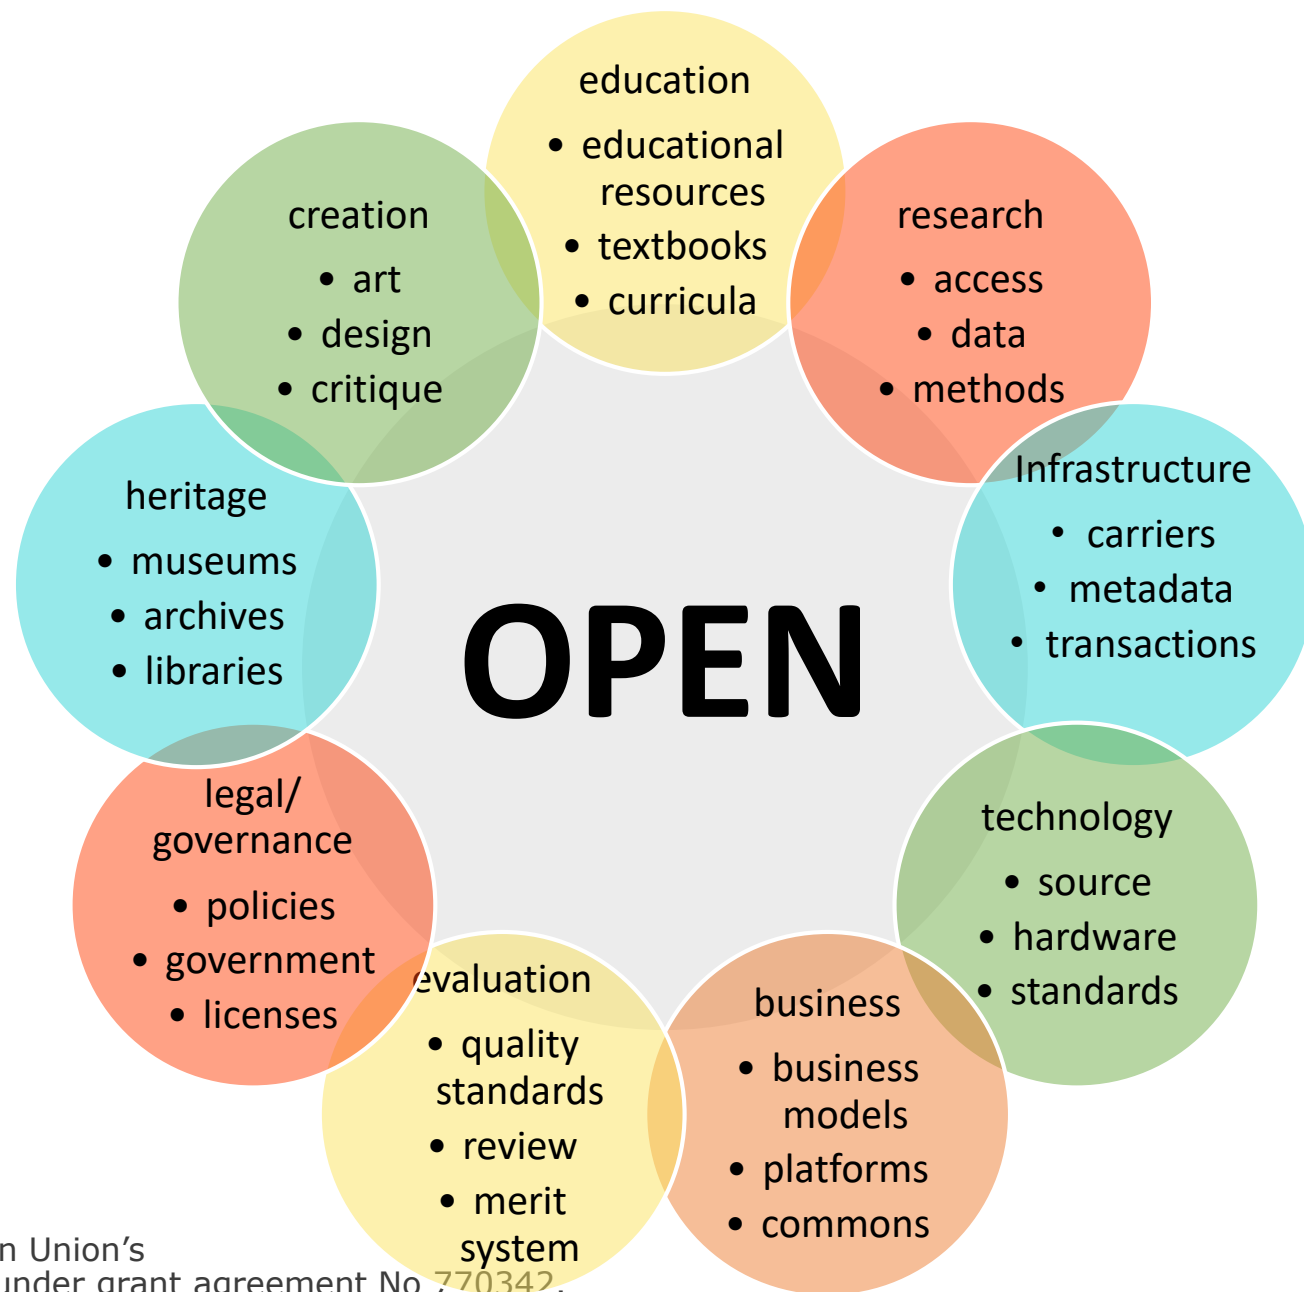 education
• educational
resources
• textbooks
• curricula
research
• access
• data
• methods
Infrastructure
• carriers
• metadata
• transactions
technology
• source
• hardware
• standards
business
• business
models
• platforms
• commons
evaluation
• quality
standards
• review
• merit
system
legal/
governance
• policies
• government
• licenses
heritage
• museums
• archives
• libraries
creation
• art
• design
• critique
OPEN
n Union’s
under grant agreement No 770342.